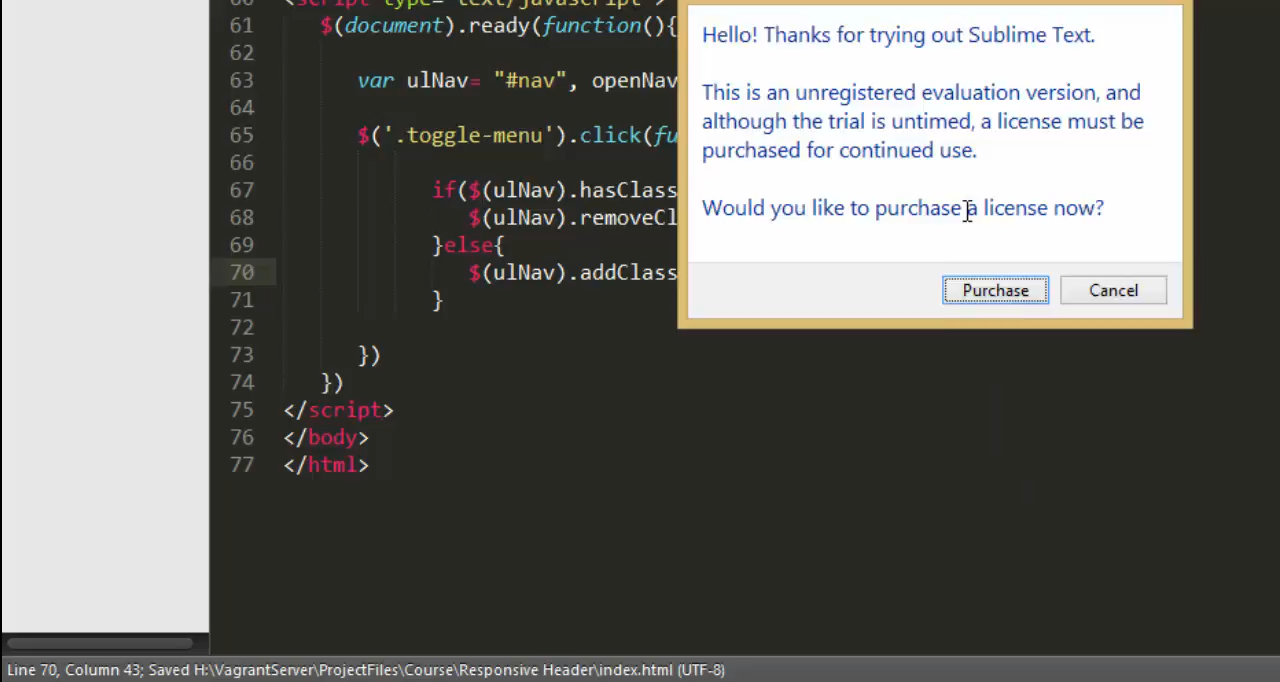 60 <script type="text/javascript">
61 $(document).ready(function(){
62
63 var ulNav= "#nav", openNav
64
65 $('.toggle-menu').click(fu
66
67 if($(ulNav).hasClass
68 $(ulNav).removeCl
69 }else{
70 $(ulNav).addClass
71 }
72
73 })
74 })
75 </script>
76 </body>
77 </html>
Hello! Thanks for trying out Sublime Text.
This is an unregistered evaluation version, and
although the trial is untimed, a license must be
purchased for continued use.
Would you like to purchase a license now?
Purchase Cancel
Line 70, Column 43; Saved H:\VagrantServer\ProjectFiles\Course\Responsive Header\index.html (UTF-8)